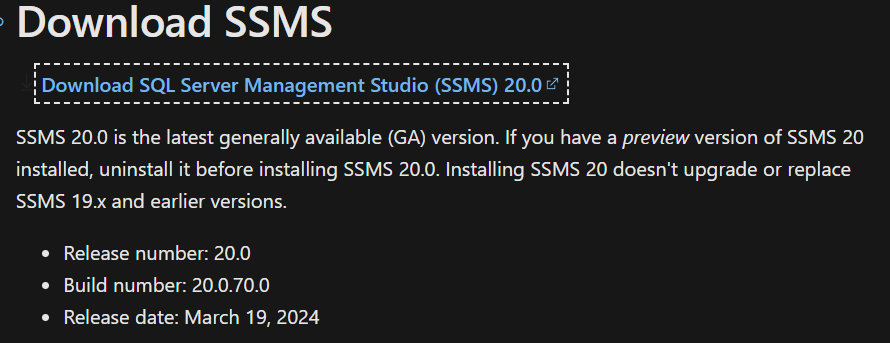 Download SSMS
Download SQL Server Management Studio (SSMS) 20.0
SSMS 20.0 is the latest generally available (GA) version. If you have a preview version of SSMS 20
installed, uninstall it before installing SSMS 20.0. Installing SSMS 20 doesn't upgrade or replace
SSMS 19.x and earlier versions.
• Release number: 20.0
• Build number: 20.0.70.0
• Release date: March 19, 2024